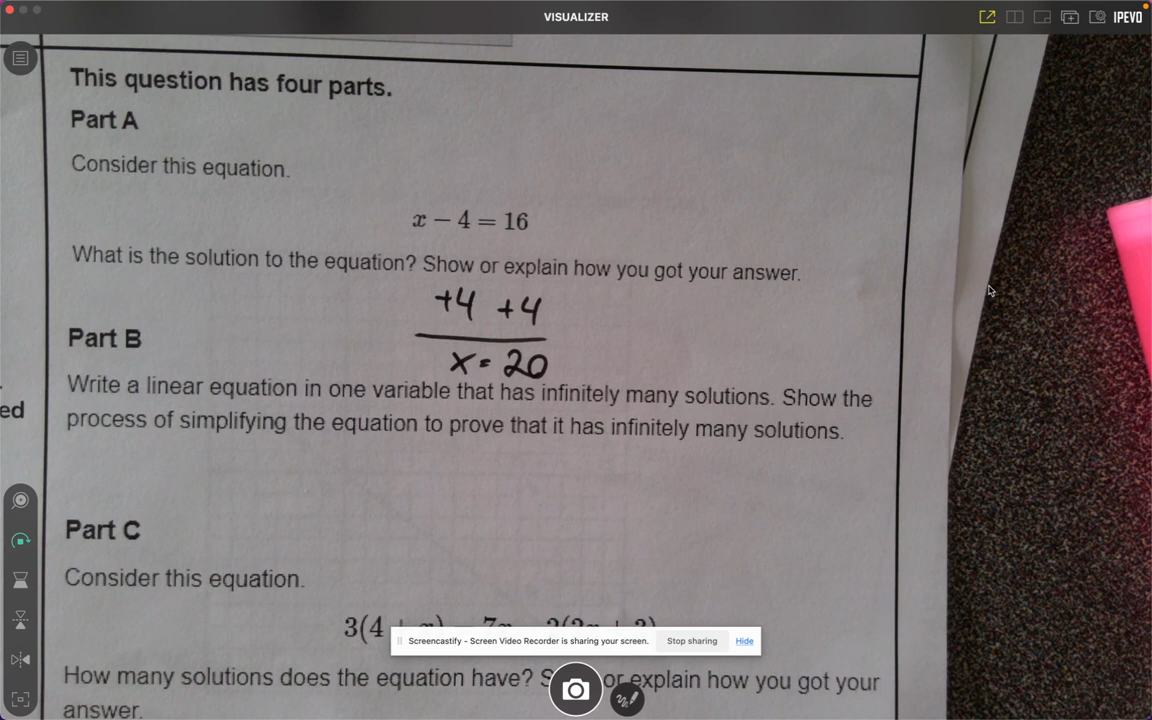 VISUALIZER
IPEVO
This question has four parts.
Part A
Consider this equation.
x − 4 = 16
What is the solution to the equation? Show or explain how you got your answer.
+4 +4
x = 20
Part B
Write a linear equation in one variable that has infinitely many solutions. Show the
process of simplifying the equation to prove that it has infinitely many solutions.
ed
Part C
Consider this equation.
3(4
Screencastify - Screen Video Recorder is sharing your screen. Stop sharing Hide
How many solutions does the equation have? or explain how you got your
answer.